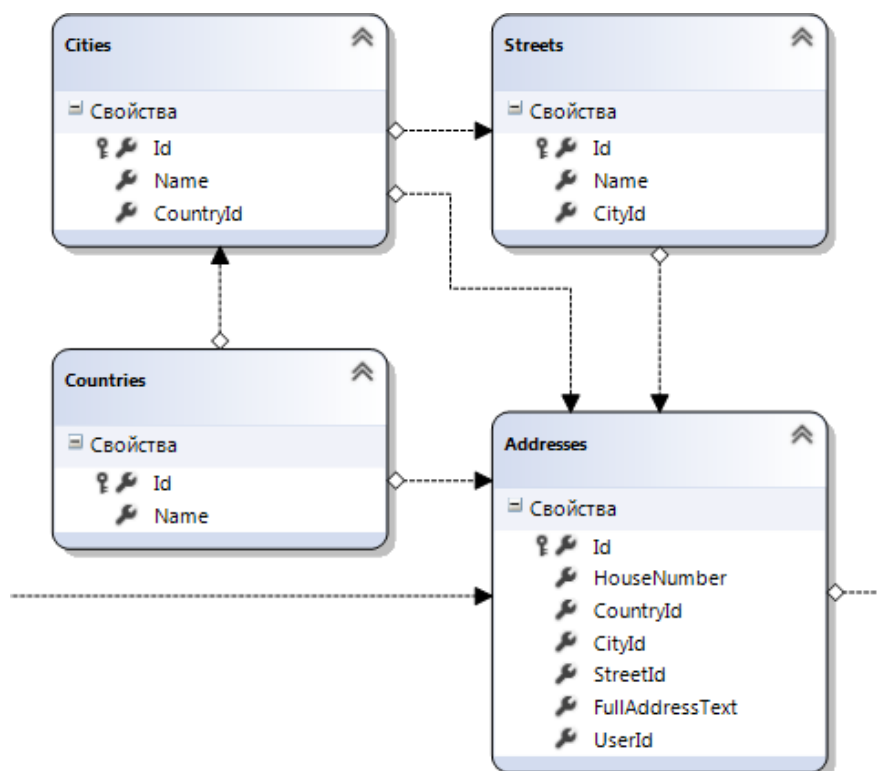 Cities
Свойства
Id
Name
CountryId
Streets
Свойства
Id
Name
CityId
Countries
Свойства
Id
Name
Addresses
Свойства
Id
HouseNumber
CountryId
CityId
StreetId
FullAddressText
UserId